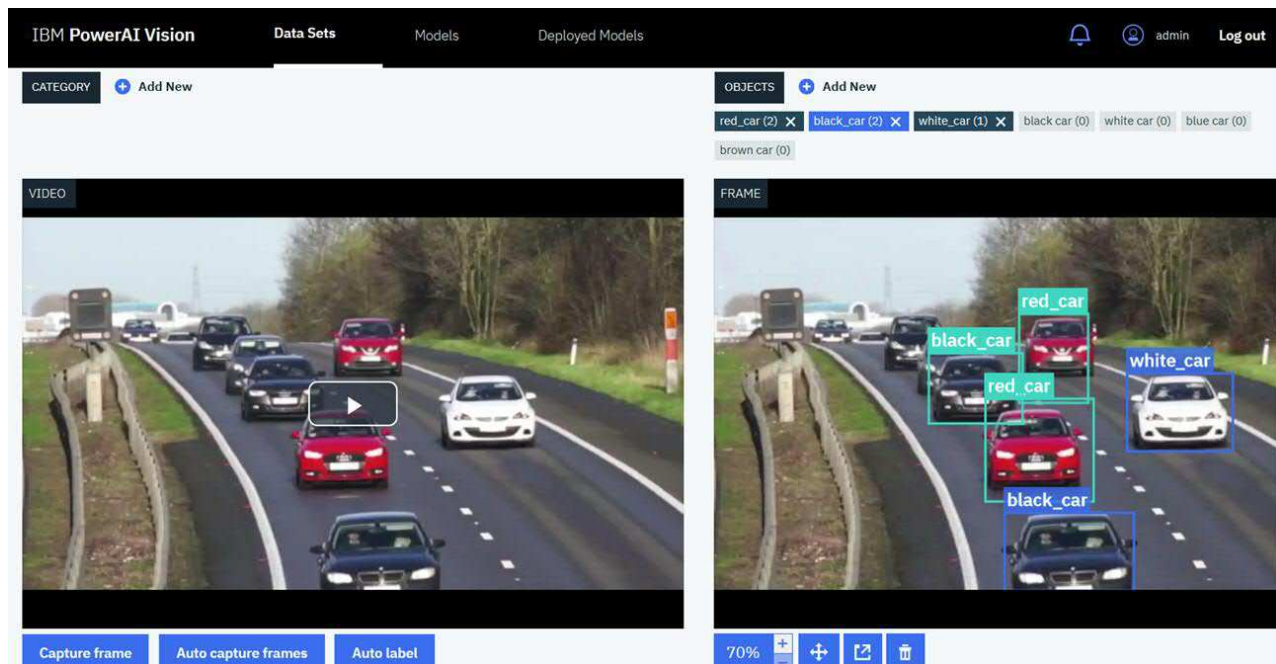 IBM PowerAI Vision Data Sets Models Deployed Models admin Log out
CATEGORY Add New
OBJECTS Add New
red_car (2) black_car (2) white_car (1) black car (0) white car (0) blue car (0)
brown car (0)
VIDEO
FRAME
red_car
black_car
white_car
red_car
black_car
Capture frame Auto capture frames Auto label
70%